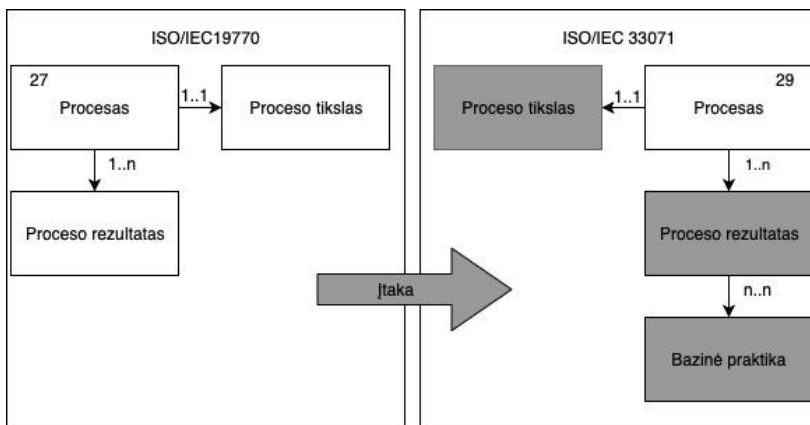 ISO/IEC19770
27
Procesas
1..1
Proceso tikslas
1..n
Proceso rezultatas
Įtaka
ISO/IEC 33071
Proceso tikslas
1..1
29
Procesas
1..n
Proceso rezultatas
n..n
Bazinė praktika